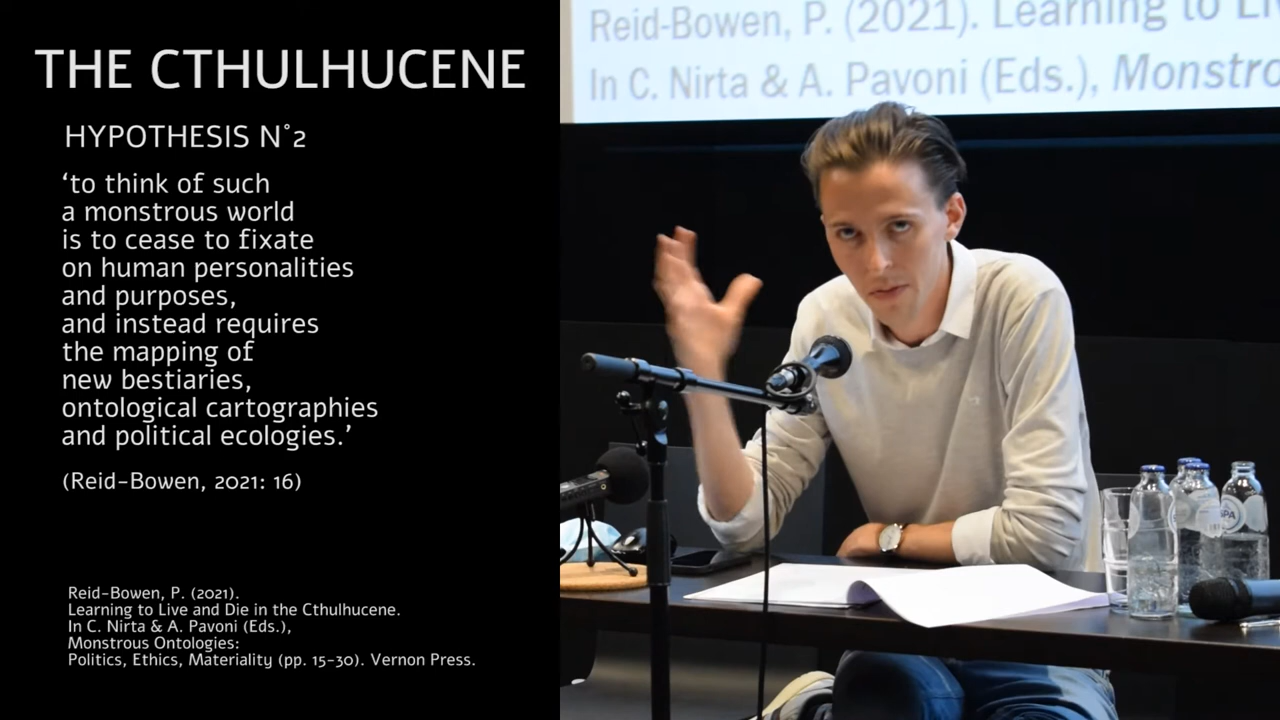 THE CTHULHUCENE
HYPOTHESIS N°2
‘to think of such
a monstrous world
is to cease to fixate
on human personalities
and purposes,
and instead requires
the mapping of
new bestiaries,
ontological cartographies
and political ecologies.’
(Reid-Bowen, 2021: 16)
Reid-Bowen, P. (2021).
Learning to Live and Die in the Cthulhucene.
In C. Nirta & A. Pavoni (Eds.),
Monstrous Ontologies:
Politics, Ethics, Materiality (pp. 15-30). Vernon Press.
Reid-Bowen, P. (2021). Learning to Li
In C. Nirta & A. Pavoni (Eds.), Monstro
SPA